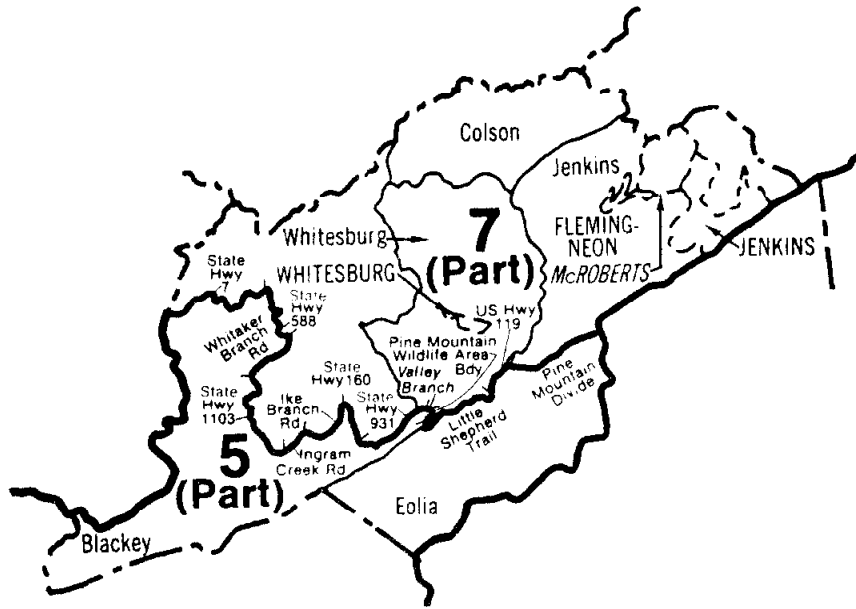 Colson
Jenkins
FLEMING-
NEON
McROBERTS
JENKINS
Whitesburg
WHITESBURG
7
(Part)
State
Hwy
7
State
Hwy
588
Whitaker
Branch
Rd
US Hwy
119
Pine Mountain
Wildlife Area
Bdy
Valley
Branch
State
Hwy 160
State
Hwy
931
State
Hwy
1103
Ike
Branch
Rd
Ingram
Creek Rd
Little
Shepherd
Trail
Pine
Mountain
Divide
5
(Part)
Eolia
Blackey